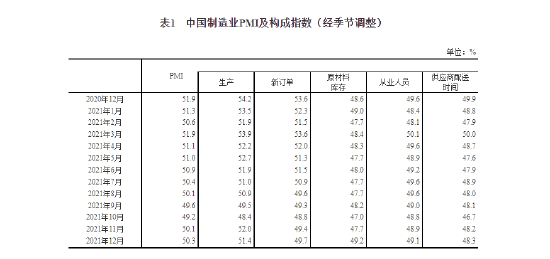 表1 中国制造业PMI及构成指数（经季节调整）
单位：%
PMI 生产 新订单 原材料库存 从业人员 供应商配送时间
2020年12月 51.9 54.2 53.6 48.6 49.6 49.9
2021年1月 51.3 53.5 52.3 49.0 48.4 48.8
2021年2月 50.6 51.9 51.5 47.7 48.1 47.9
2021年3月 51.9 53.9 53.6 48.4 50.1 50.0
2021年4月 51.1 52.2 52.0 48.3 49.6 48.7
2021年5月 51.0 52.7 51.3 47.7 48.9 47.6
2021年6月 50.9 51.9 51.5 48.0 49.2 47.9
2021年7月 50.4 51.0 50.9 47.7 49.6 48.9
2021年8月 50.1 50.9 49.6 47.7 49.6 48.0
2021年9月 49.6 49.5 49.3 48.2 49.0 48.1
2021年10月 49.2 48.4 48.8 47.0 48.8 46.7
2021年11月 50.1 52.0 49.4 47.7 48.9 48.2
2021年12月 50.3 51.4 49.7 49.2 49.1 48.3